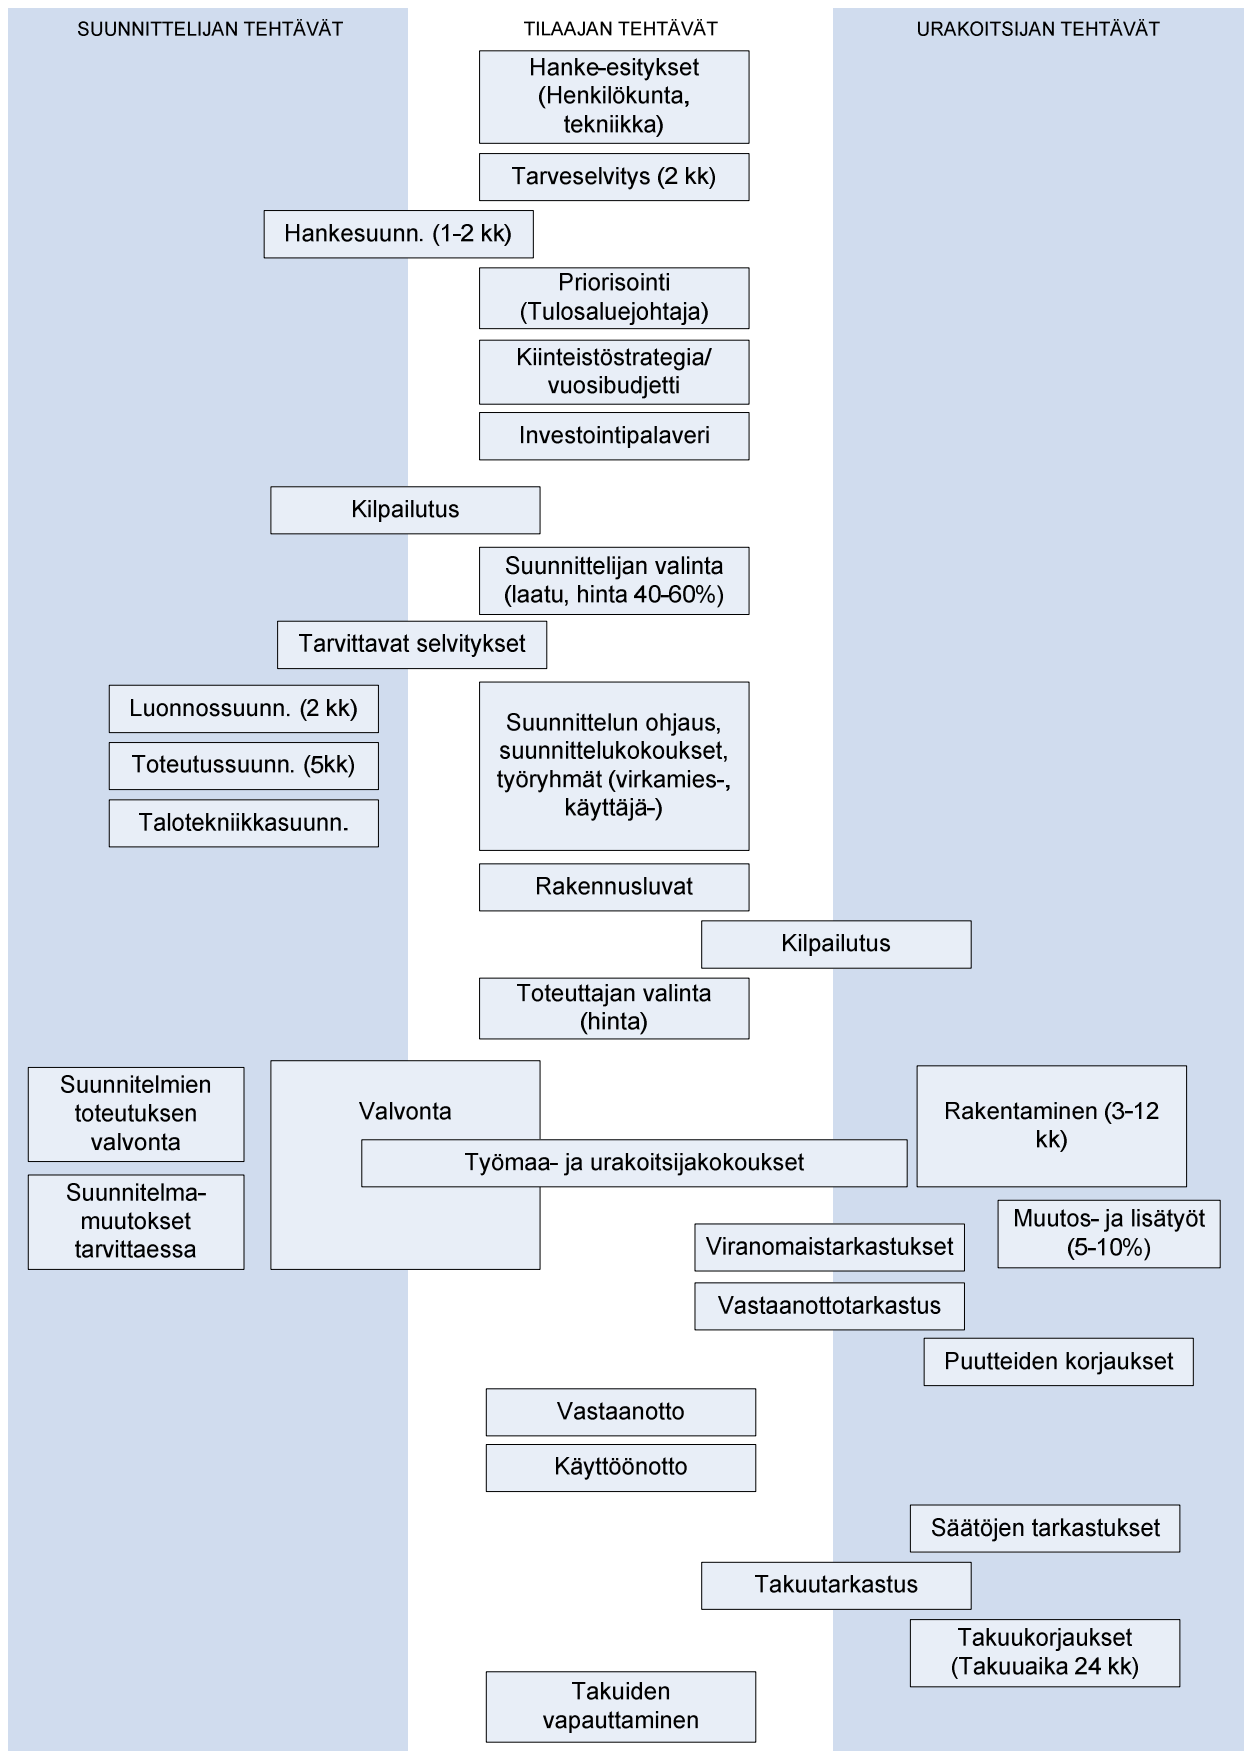 SUUNNITTELIJAN TEHTÄVÄT
TILAAJAN TEHTÄVÄT
URAKOITSIJAN TEHTÄVÄT
Hanke-esitykset
(Henkilökunta,
tekniikka)
Tarveselvitys (2 kk)
Hankesuunn. (1-2 kk)
Priorisointi
(Tulosaluejohtaja)
Kiinteistöstrategia/
vuosibudjetti
Investointipalaveri
Kilpailutus
Suunnittelijan valinta
(laatu, hinta 40-60%)
Tarvittavat selvitykset
Luonnossuunn. (2 kk)
Toteutussuunn. (5kk)
Talotekniikkasuunn.
Suunnittelun ohjaus,
suunnittelukokoukset,
työryhmät (virkamies-,
käyttäjä-)
Rakennusluvat
Kilpailutus
Toteuttajan valinta
(hinta)
Suunnitelmien
toteutuksen
valvonta
Valvonta
Rakentaminen (3-12
kk)
Työmaa- ja urakoitsijakokoukset
Suunnitelma-
muutokset
tarvittaessa
Muutos- ja lisätyöt
(5-10%)
Viranomaistarkastukset
Vastaanottotarkastus
Puutteiden korjaukset
Vastaanotto
Käyttöönotto
Säätöjen tarkastukset
Takuutarkastus
Takuukorjaukset
(Takuuaika 24 kk)
Takuiden
vapauttaminen